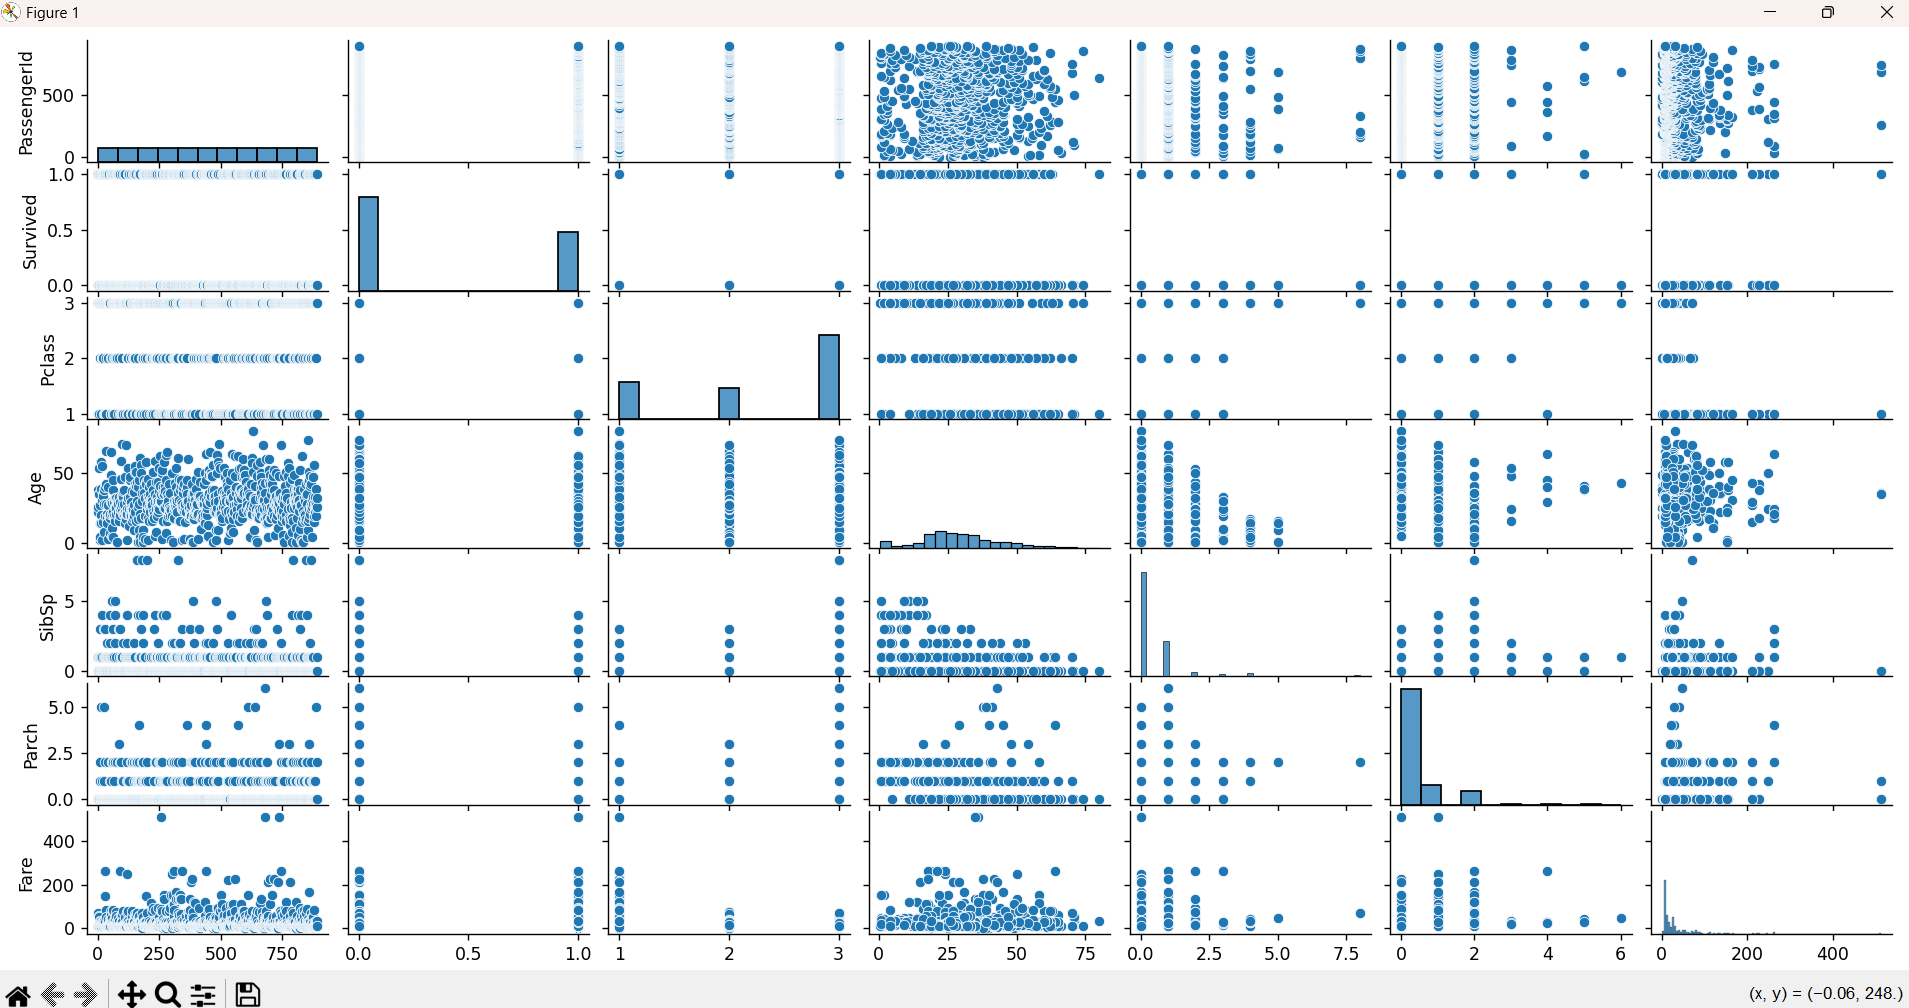 Figure 1
PassengerId
500
0
Survived
1.0
0.5
0.0
Pclass
3
2
1
Age
50
0
SibSp
5
0
Parch
5.0
2.5
0.0
Fare
400
200
0
0 250 500 750
0.0 0.5 1.0
1 2 3
0 25 50 75
0.0 2.5 5.0 7.5
0 2 4 6
0 200 400
(x, y) = (−0.06, 248.)